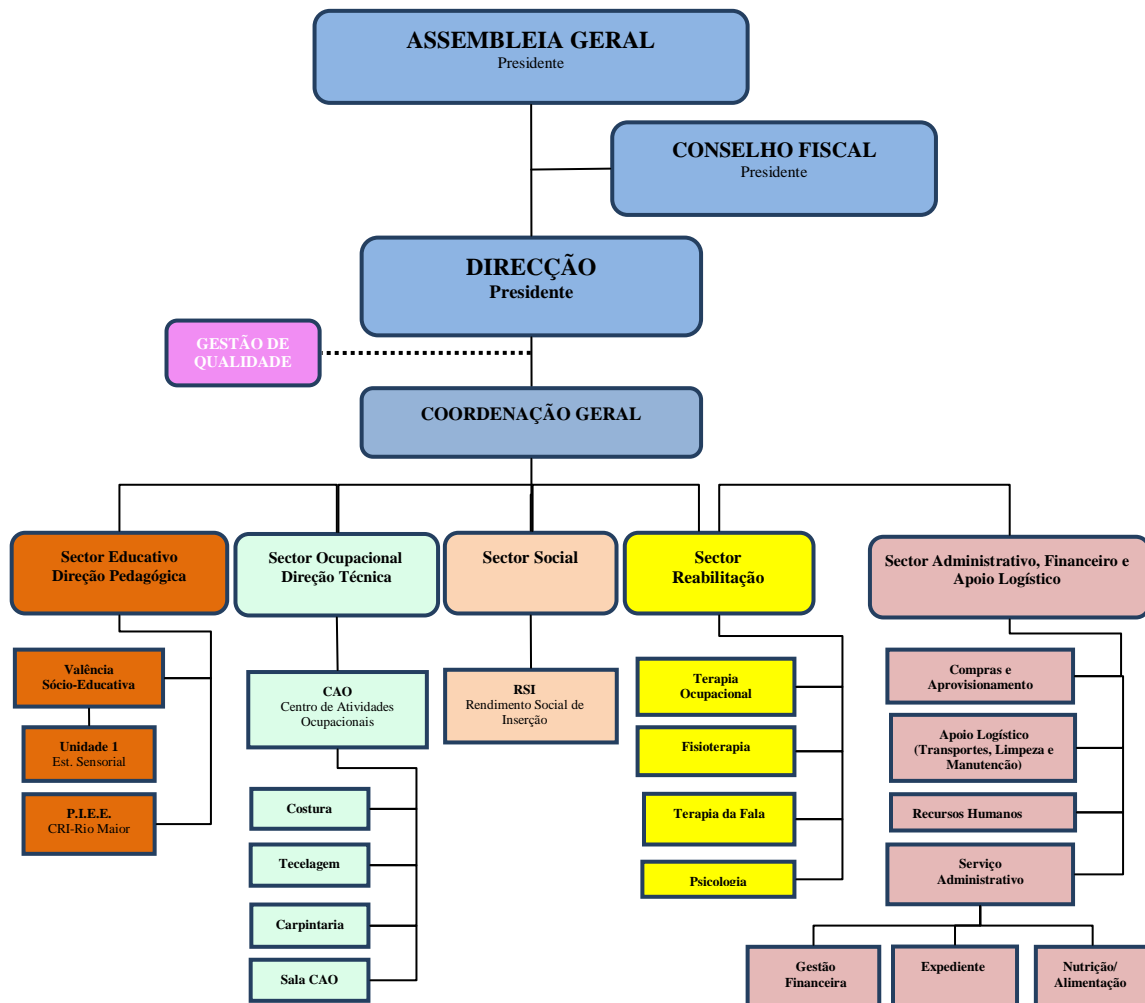 ASSEMBLEIA GERAL
Presidente
CONSELHO FISCAL
Presidente
DIRECÇÃO
Presidente
GESTÃO DE
QUALIDADE
COORDENAÇÃO GERAL
Sector Educativo
Direção Pedagógica
Sector Ocupacional
Direção Técnica
Sector Social
Sector
Reabilitação
Sector Administrativo, Financeiro e
Apoio Logístico
Valência
Sócio-Educativa
Unidade 1
Est. Sensorial
P.I.E.E.
CRI-Rio Maior
CAO
Centro de Atividades
Ocupacionais
Costura
Tecelagem
Carpintaria
Sala CAO
RSI
Rendimento Social de
Inserção
Terapia
Ocupacional
Fisioterapia
Terapia da Fala
Psicologia
Compras e
Aprovisionamento
Apoio Logístico
(Transportes, Limpeza e
Manutenção)
Recursos Humanos
Serviço
Administrativo
Gestão
Financeira
Expediente
Nutrição/
Alimentação